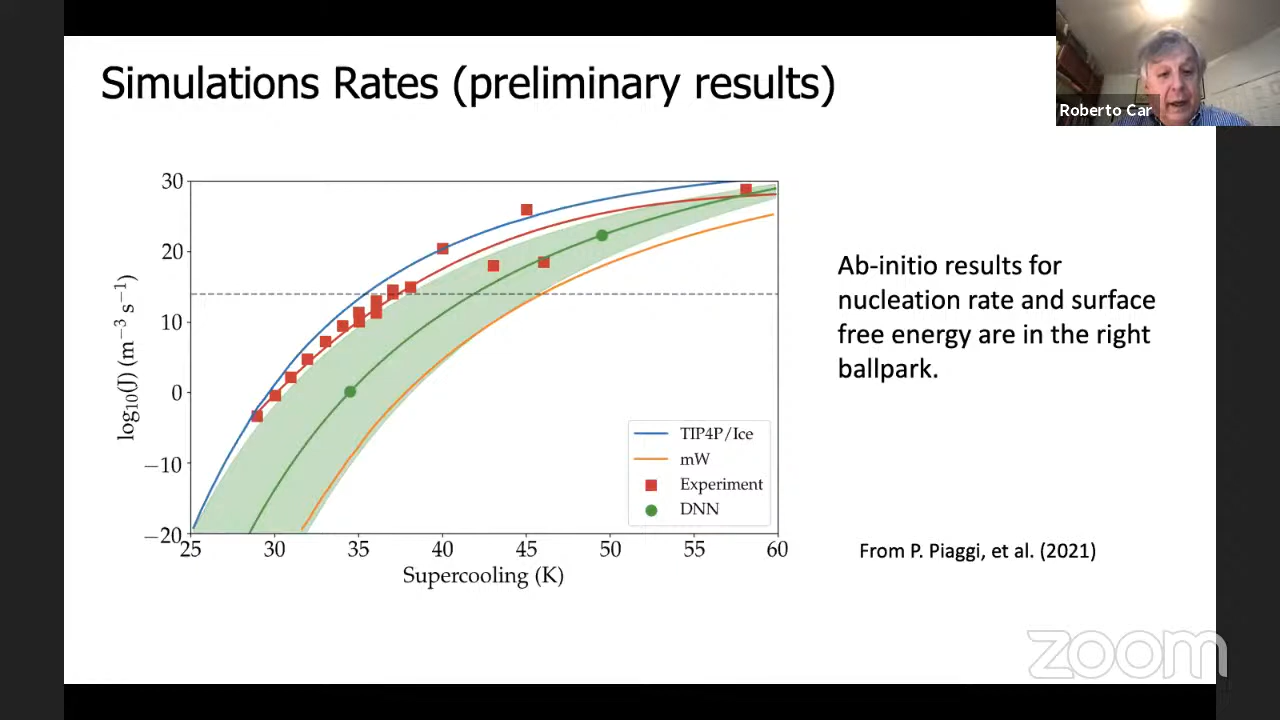 Simulations Rates (preliminary results)
Roberto Car
30
20
10
0
−10
−20
25
30
35
40
45
50
55
60
log10(J) (m−3 s−1)
Supercooling (K)
TIP4P/Ice
mW
Experiment
DNN
Ab-initio results for
nucleation rate and surface
free energy are in the right
ballpark.
From P. Piaggi, et al. (2021)
zoom